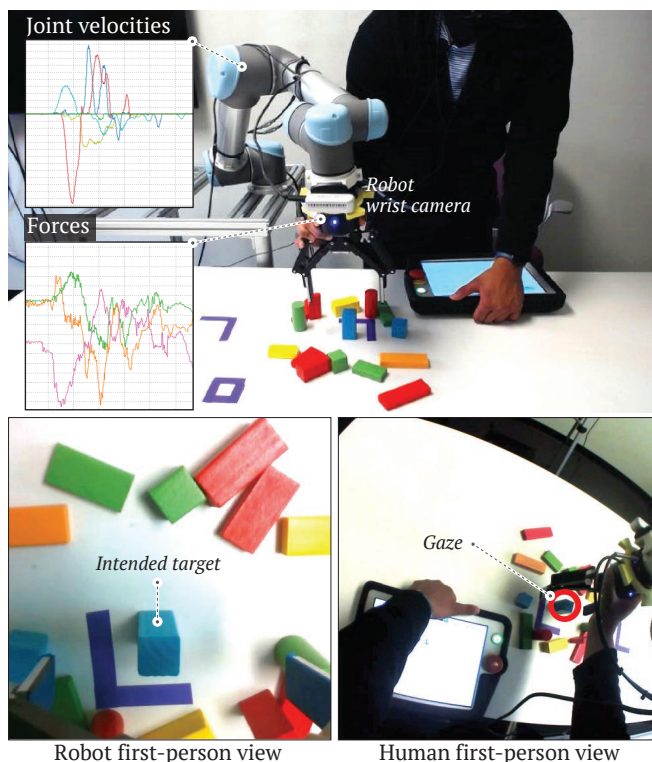 Joint velocities
Robot
wrist camera
Forces
Intended target
Gaze
Robot first-person view
Human first-person view